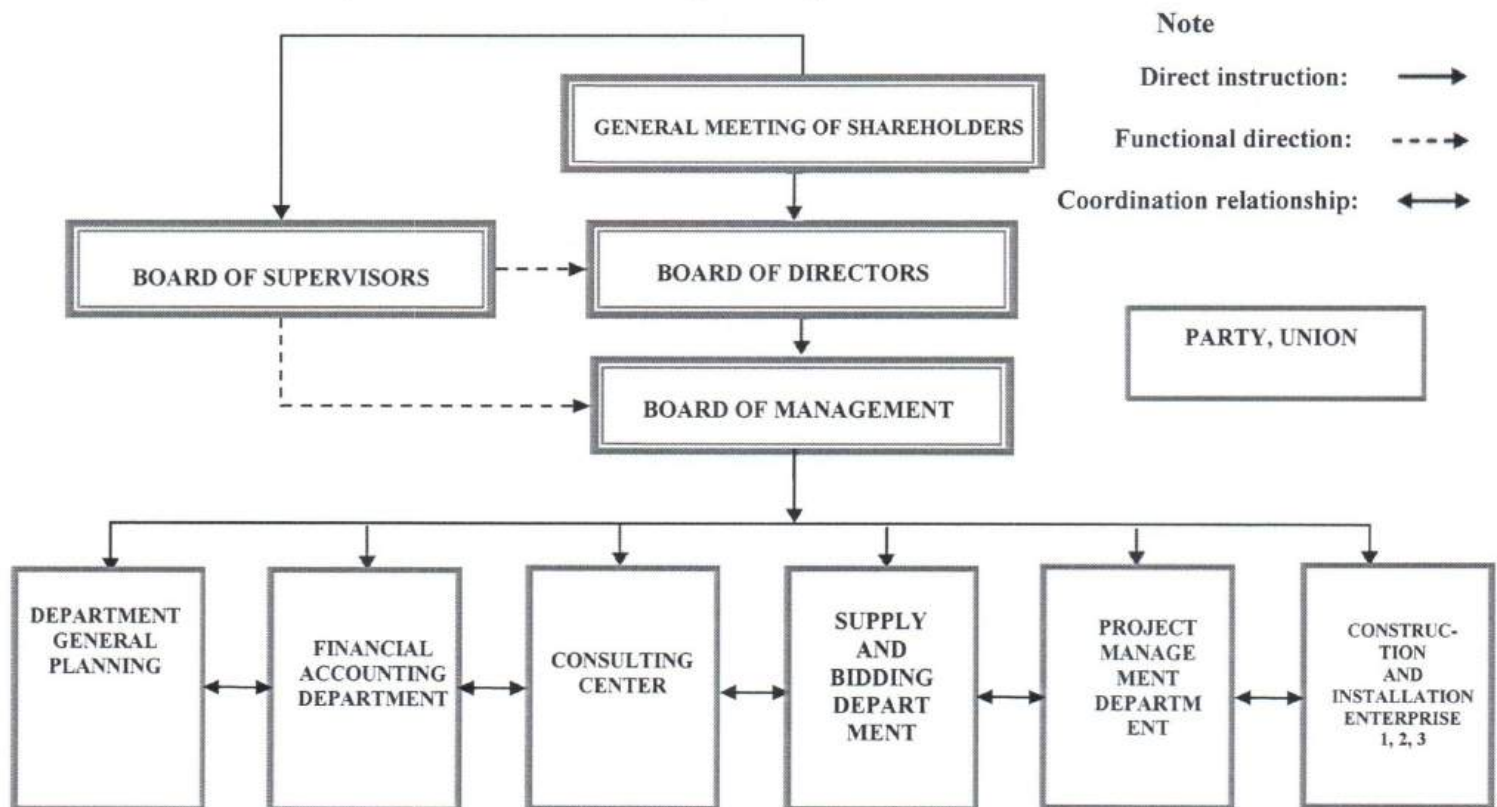 Note
Direct instruction:
Functional direction:
Coordination relationship:
GENERAL MEETING OF SHAREHOLDERS
BOARD OF SUPERVISORS
BOARD OF DIRECTORS
PARTY, UNION
BOARD OF MANAGEMENT
DEPARTMENT
GENERAL
PLANNING
FINANCIAL
ACCOUNTING
DEPARTMENT
CONSULTING
CENTER
SUPPLY
AND
BIDDING
DEPART
MENT
PROJECT
MANAGE
MENT
DEPARTM
ENT
CONSTRUC-
TION
AND
INSTALLATION
ENTERPRISE
1, 2, 3